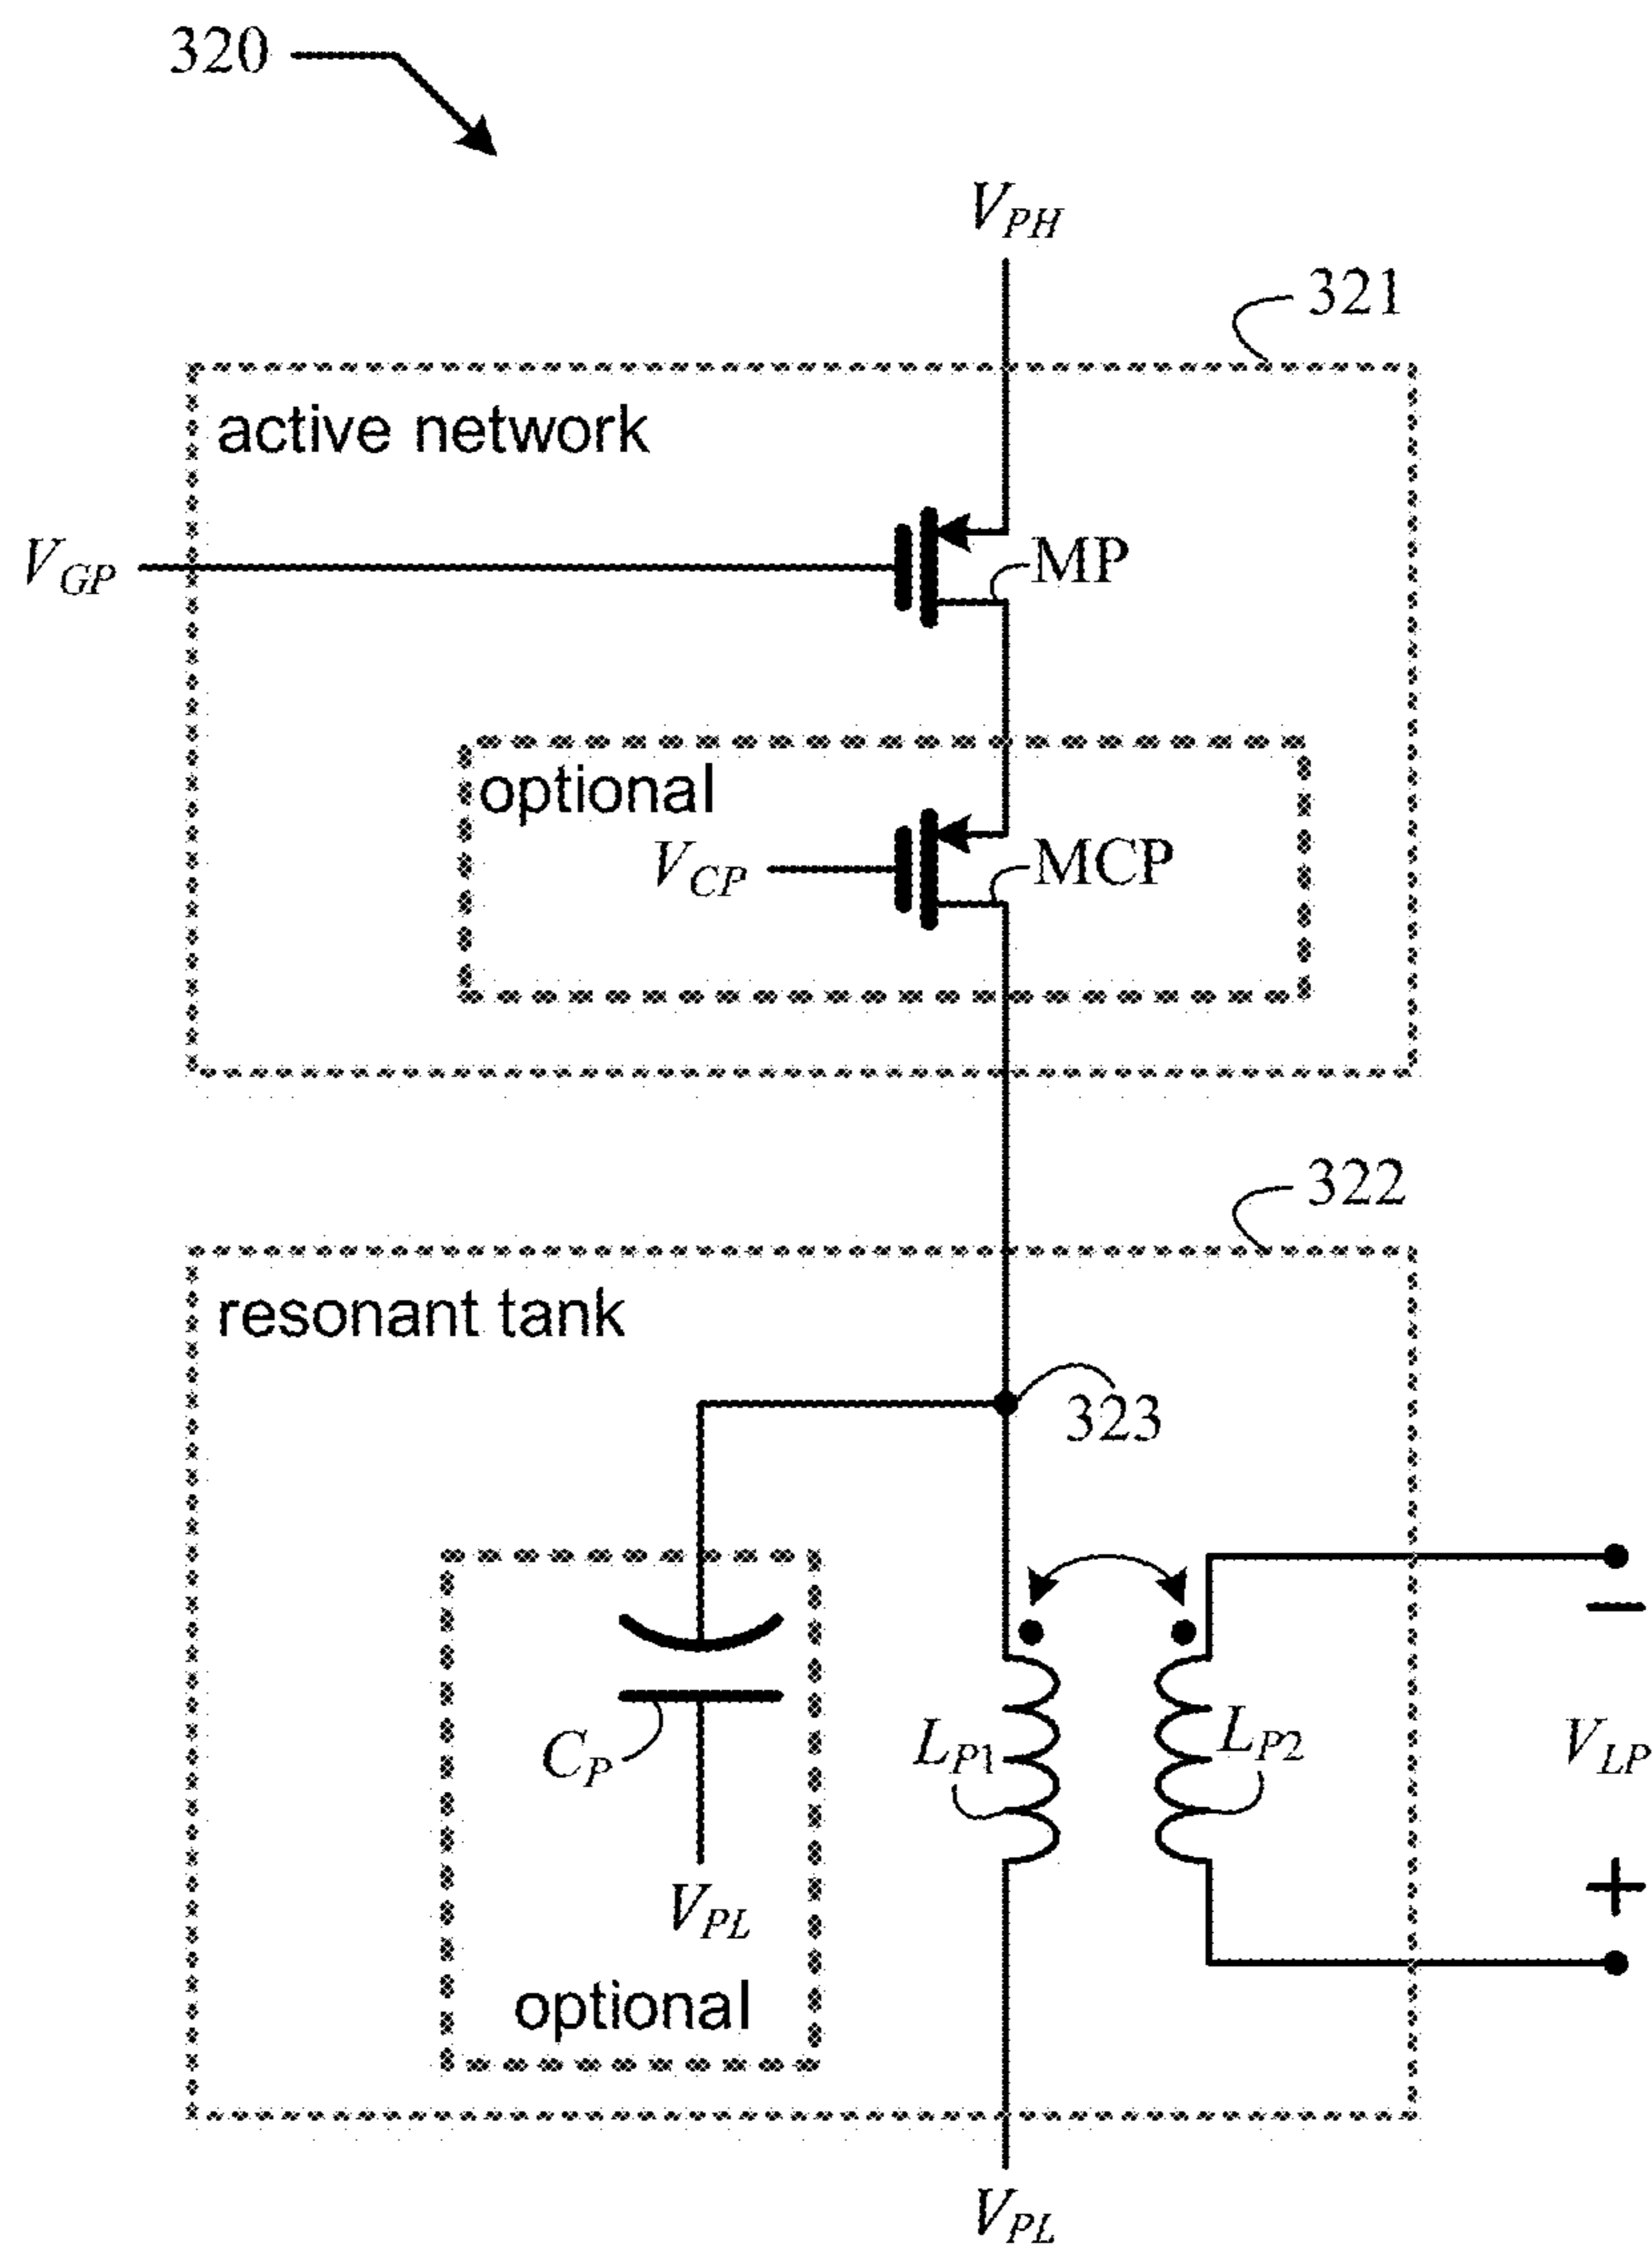 320
V_PH
321
active network
V_GP
MP
optional
V_CP
MCP
322
resonant tank
323
C_P
L_P1
L_P2
V_LP
V_PL
optional
V_PL